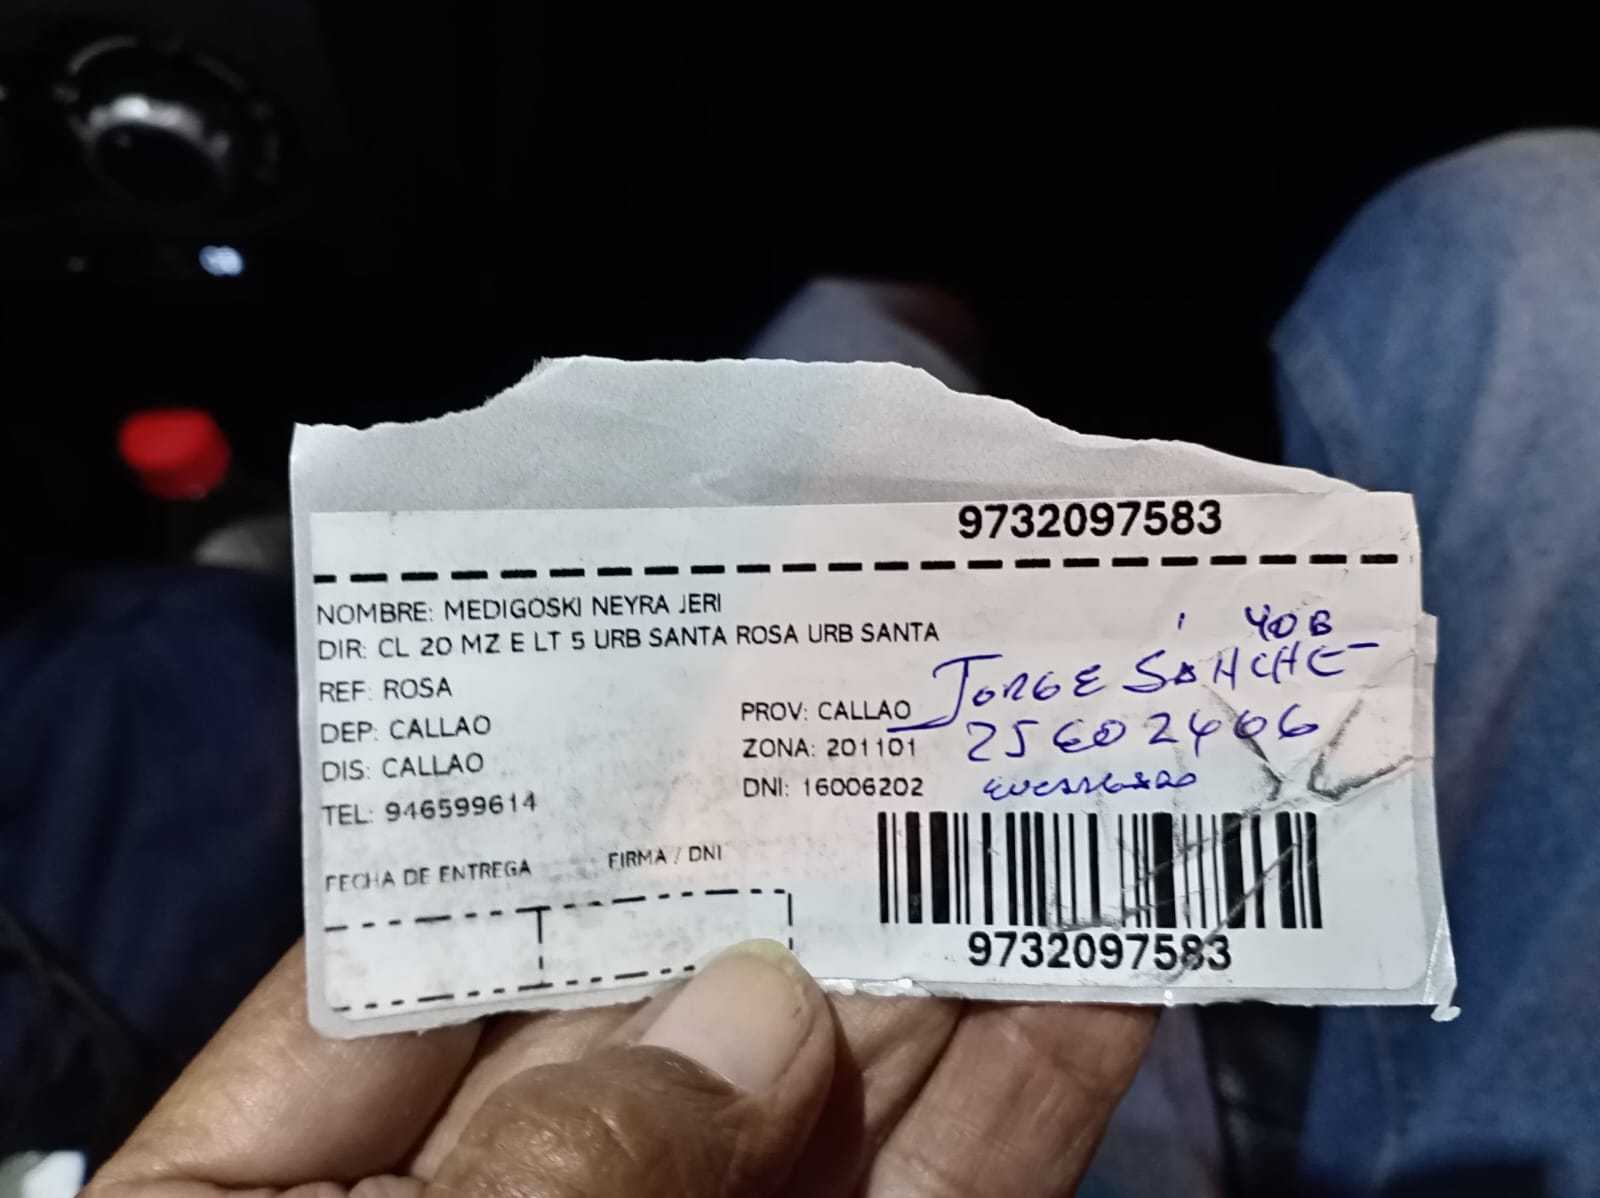 9732097583
NOMBRE: MEDIGOSKI NEYRA JERI
DIR: CL 20 MZ E LT 5 URB SANTA ROSA URB SANTA
REF: ROSA
DEP: CALLAO
DIS: CALLAO
TEL: 946599614
PROV: CALLAO
ZONA: 201101
DNI: 16006202
JORGE SANCHE
FECHA DE ENTREGA
FIRMA / DNI
9732097583